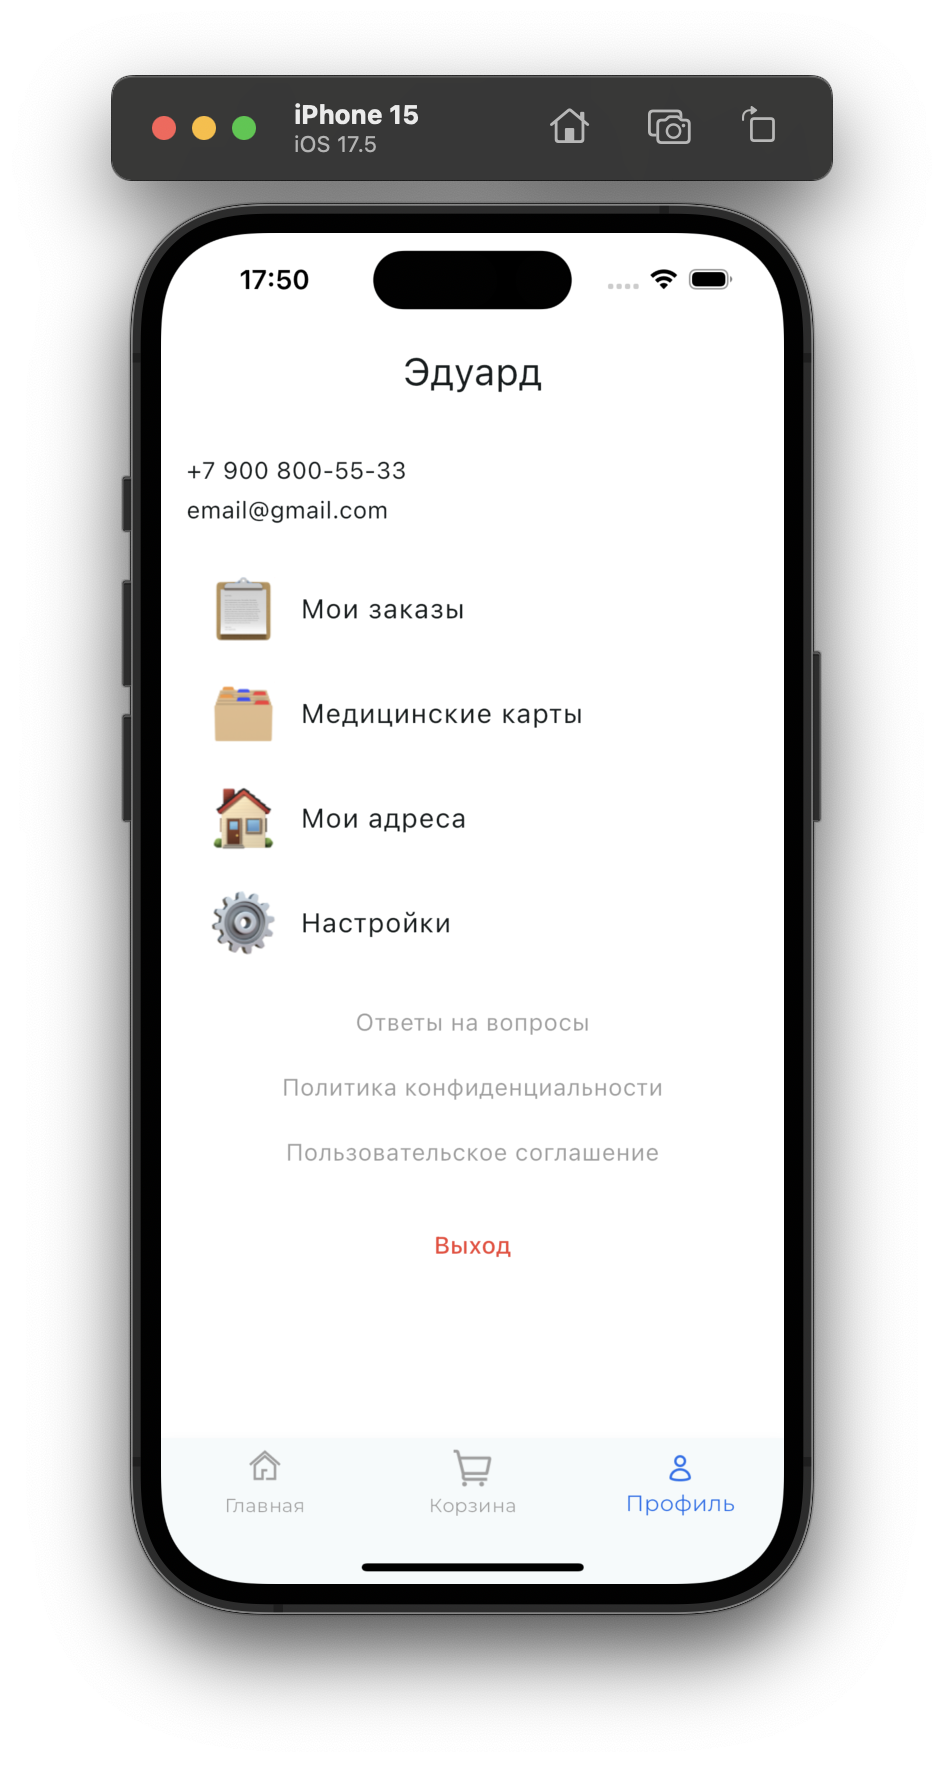 iPhone 15
iOS 17.5
17:50
Эдуард
+7 900 800-55-33
email@gmail.com
Мои заказы
Медицинские карты
Мои адреса
Настройки
Ответы на вопросы
Политика конфиденциальности
Пользовательское соглашение
Выход
Главная
Корзина
Профиль